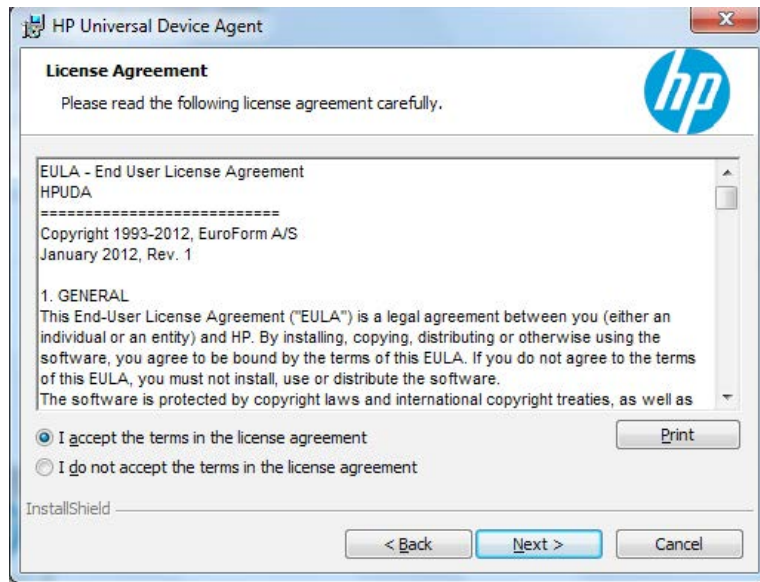 HP Universal Device Agent
License Agreement
Please read the following license agreement carefully.
hp
EULA - End User License Agreement
HPUDA
===========================
Copyright 1993-2012, EuroForm A/S
January 2012, Rev. 1
1. GENERAL
This End-User License Agreement ("EULA") is a legal agreement between you (either an
individual or an entity) and HP. By installing, copying, distributing or otherwise using the
software, you agree to be bound by the terms of this EULA. If you do not agree to the terms
of this EULA, you must not install, use or distribute the software.
The software is protected by copyright laws and international copyright treaties, as well as
I accept the terms in the license agreement
Print
I do not accept the terms in the license agreement
InstallShield
< Back
Next >
Cancel